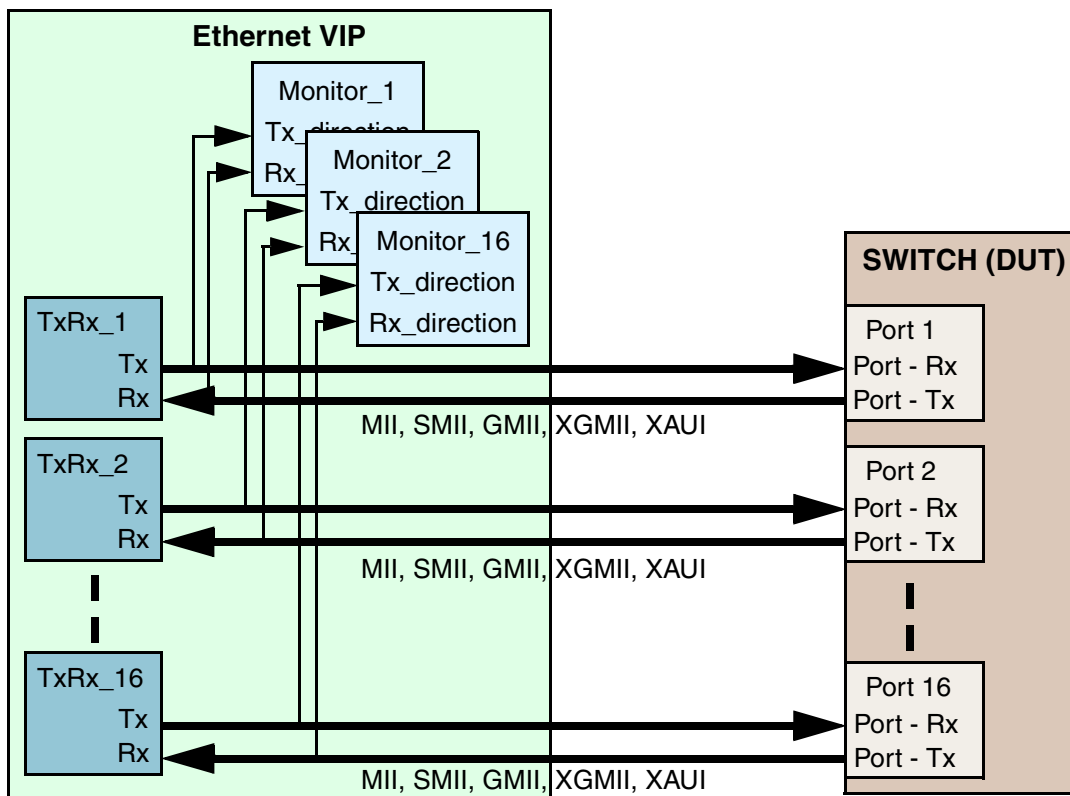 Ethernet VIP
Monitor_1
Tx_direction
Rx_
Monitor_2
Tx_direction
Rx_
Monitor_16
Tx_direction
Rx_direction
SWITCH (DUT)
TxRx_1
Tx
Rx
Port 1
Port - Rx
Port - Tx
MII, SMII, GMII, XGMII, XAUI
TxRx_2
Tx
Rx
Port 2
Port - Rx
Port - Tx
MII, SMII, GMII, XGMII, XAUI
TxRx_16
Tx
Rx
Port 16
Port - Rx
Port - Tx
MII, SMII, GMII, XGMII, XAUI